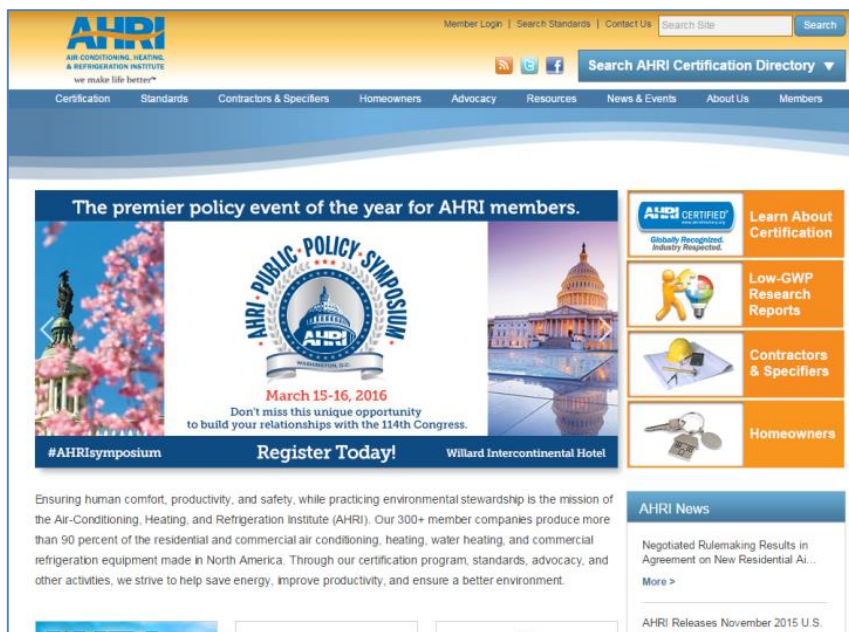 AHRI
AIR-CONDITIONING, HEATING,
& REFRIGERATION INSTITUTE
we make life better™
Member Login | Search Standards | Contact Us
Search Site
Search
Search AHRI Certification Directory ▼
Certification Standards Contractors & Specifiers Homeowners Advocacy Resources News & Events About Us Members
The premier policy event of the year for AHRI members.
AHRI • PUBLIC • POLICY • SYMPOSIUM
AHRI
WASHINGTON, D.C.
March 15-16, 2016
Don't miss this unique opportunity
to build your relationships with the 114th Congress.
#AHRIsymposium Register Today! Willard Intercontinental Hotel
AHRI CERTIFIED®
www.ahridirectory.org
Globally Recognized.
Industry Respected.
Learn About
Certification
Low-GWP
Research
Reports
Contractors
& Specifiers
Homeowners
Ensuring human comfort, productivity, and safety, while practicing environmental stewardship is the mission of
the Air-Conditioning, Heating, and Refrigeration Institute (AHRI). Our 300+ member companies produce more
than 90 percent of the residential and commercial air conditioning, heating, water heating, and commercial
refrigeration equipment made in North America. Through our certification program, standards, advocacy, and
other activities, we strive to help save energy, improve productivity, and ensure a better environment.
AHRI News
Negotiated Rulemaking Results in
Agreement on New Residential Ai...
More >
AHRI Releases November 2015 U.S.